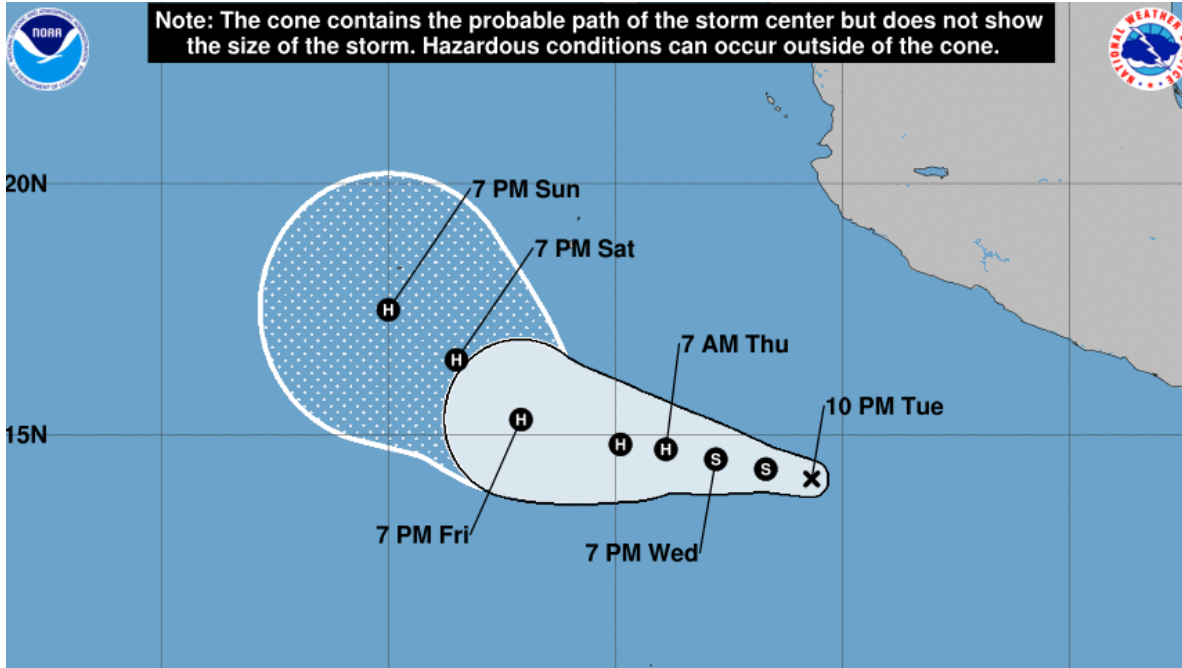 Note: The cone contains the probable path of the storm center but does not show
the size of the storm. Hazardous conditions can occur outside of the cone.
NOAA
20N
7 PM Sun
7 PM Sat
H
H
7 AM Thu
10 PM Tue
15N
H
H
H
S
S
7 PM Fri
7 PM Wed